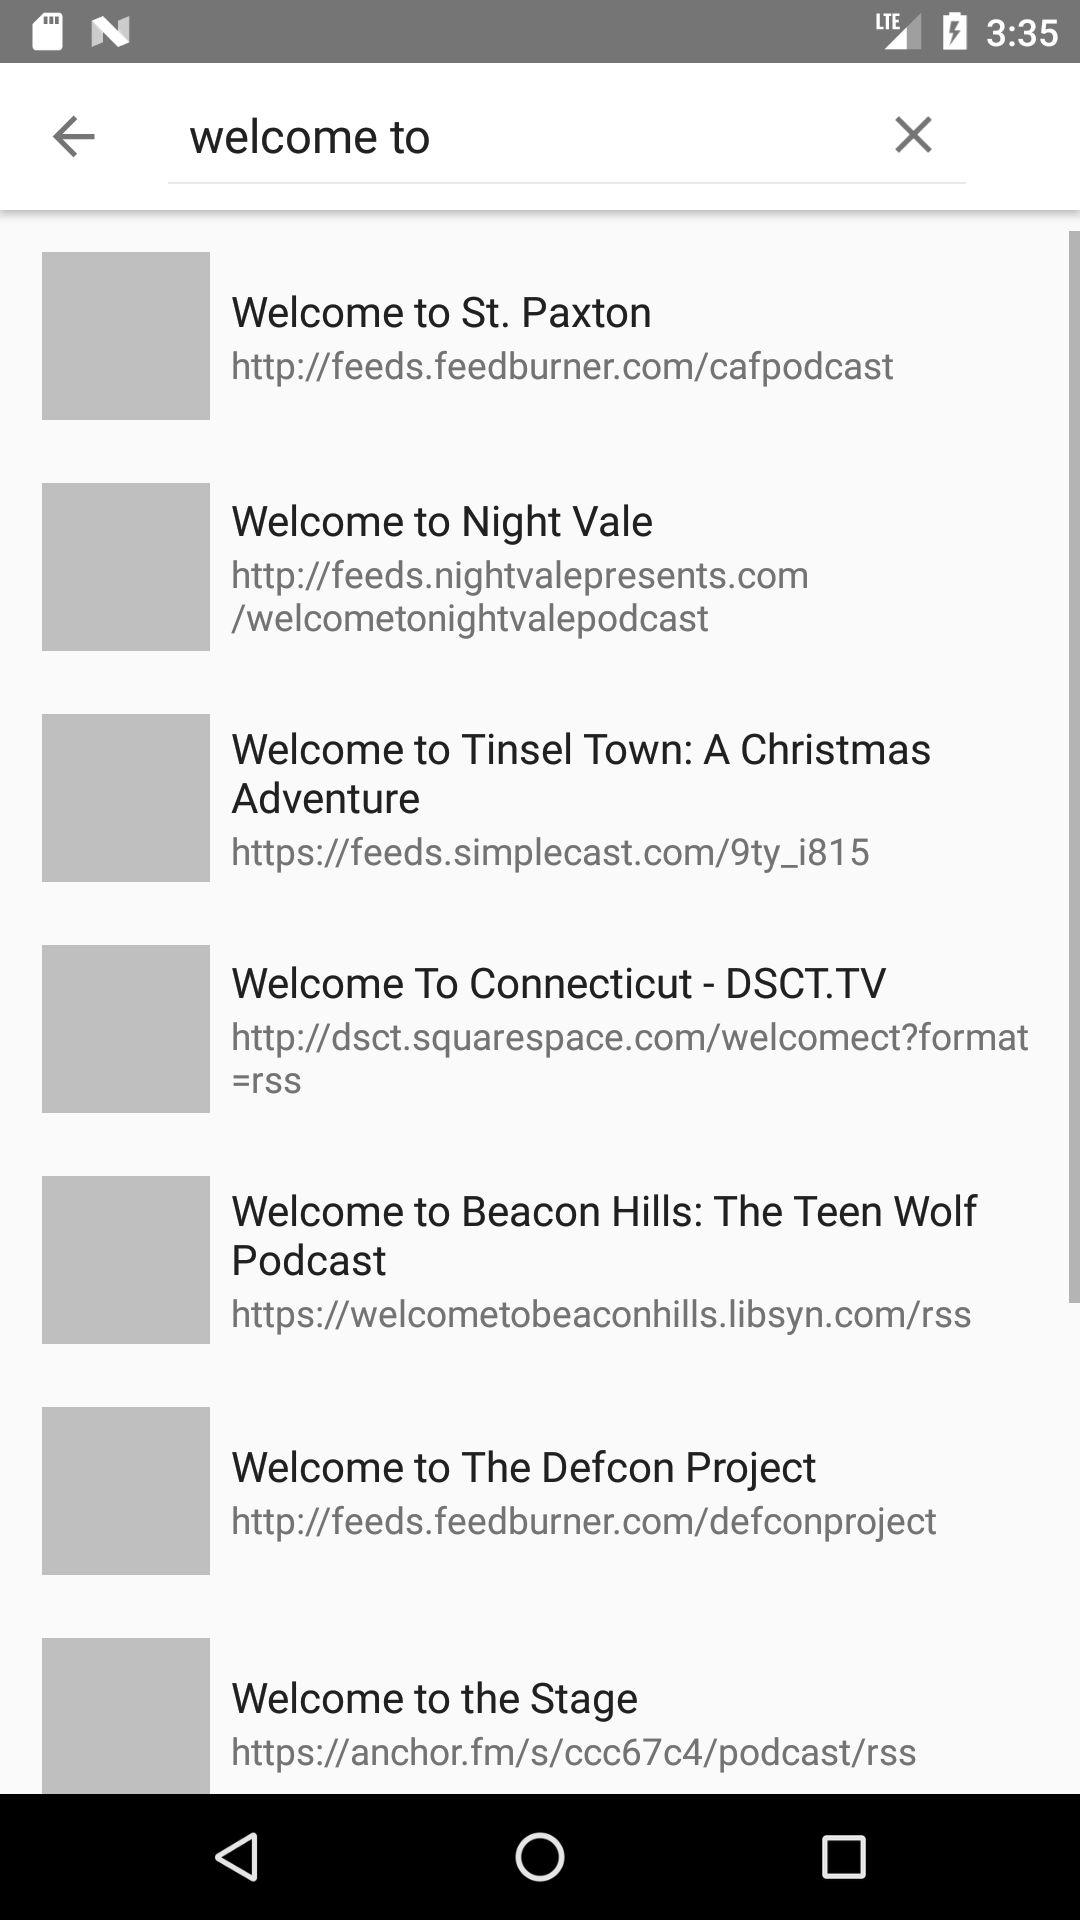 LTE 3:35
welcome to
Welcome to St. Paxton
http://feeds.feedburner.com/cafpodcast
Welcome to Night Vale
http://feeds.nightvalepresents.com
/welcometonightvalepodcast
Welcome to Tinsel Town: A Christmas
Adventure
https://feeds.simplecast.com/9ty_i815
Welcome To Connecticut - DSCT.TV
http://dsct.squarespace.com/welcomect?format
=rss
Welcome to Beacon Hills: The Teen Wolf
Podcast
https://welcometobeaconhills.libsyn.com/rss
Welcome to The Defcon Project
http://feeds.feedburner.com/defconproject
Welcome to the Stage
https://anchor.fm/s/ccc67c4/podcast/rss